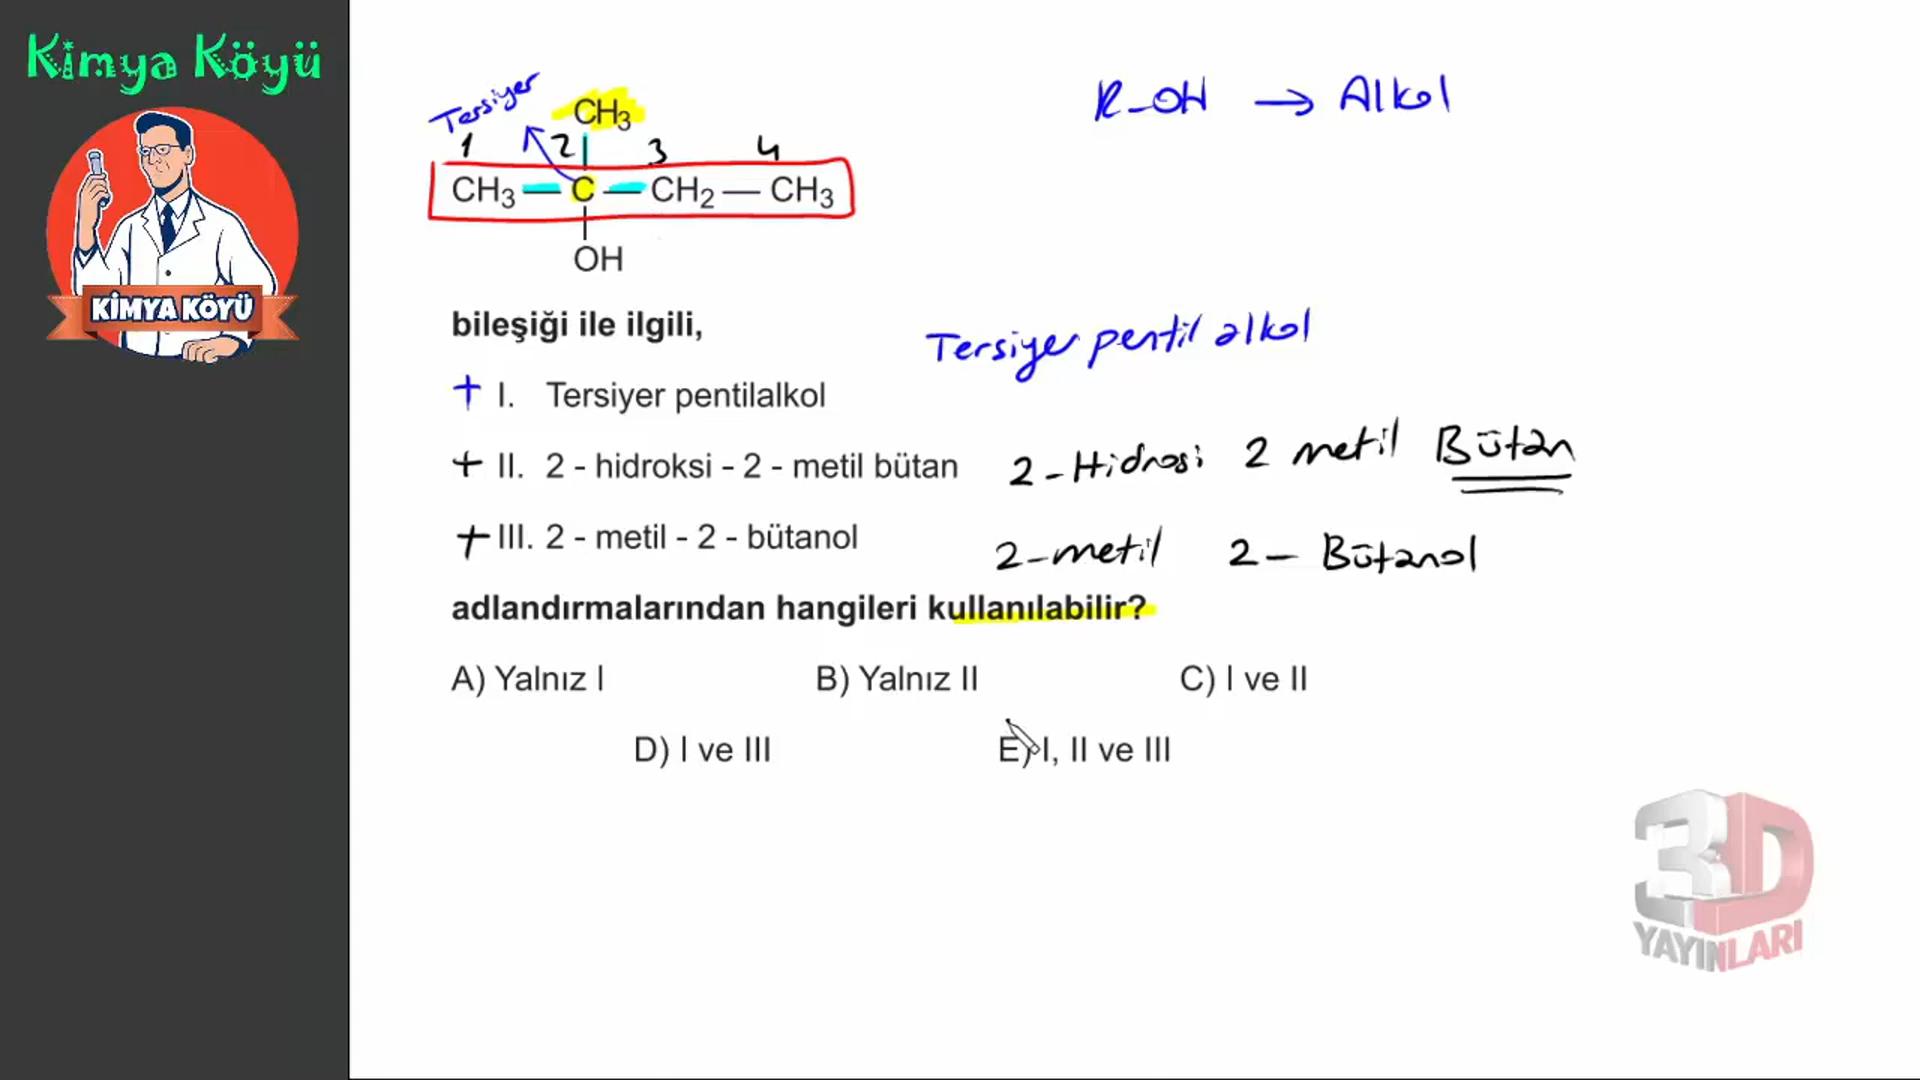 Kimya Köyü
KİMYA KÖYÜ
Tersiyer
CH3
R-OH → Alkol
1 2 3 4
CH3 — C — CH2 — CH3
OH
bileşiği ile ilgili,
Tersiyer pentil alkol
+ I. Tersiyer pentilalkol
+ II. 2 - hidroksi - 2 - metil bütan
2-Hidrosi 2 metil Bütan
+ III. 2 - metil - 2 - bütanol
2-metil 2- Bütanol
adlandırmalarından hangileri kullanılabilir?
A) Yalnız I B) Yalnız II C) I ve II
D) I ve III E) I, II ve III
3D
YAYINLARI